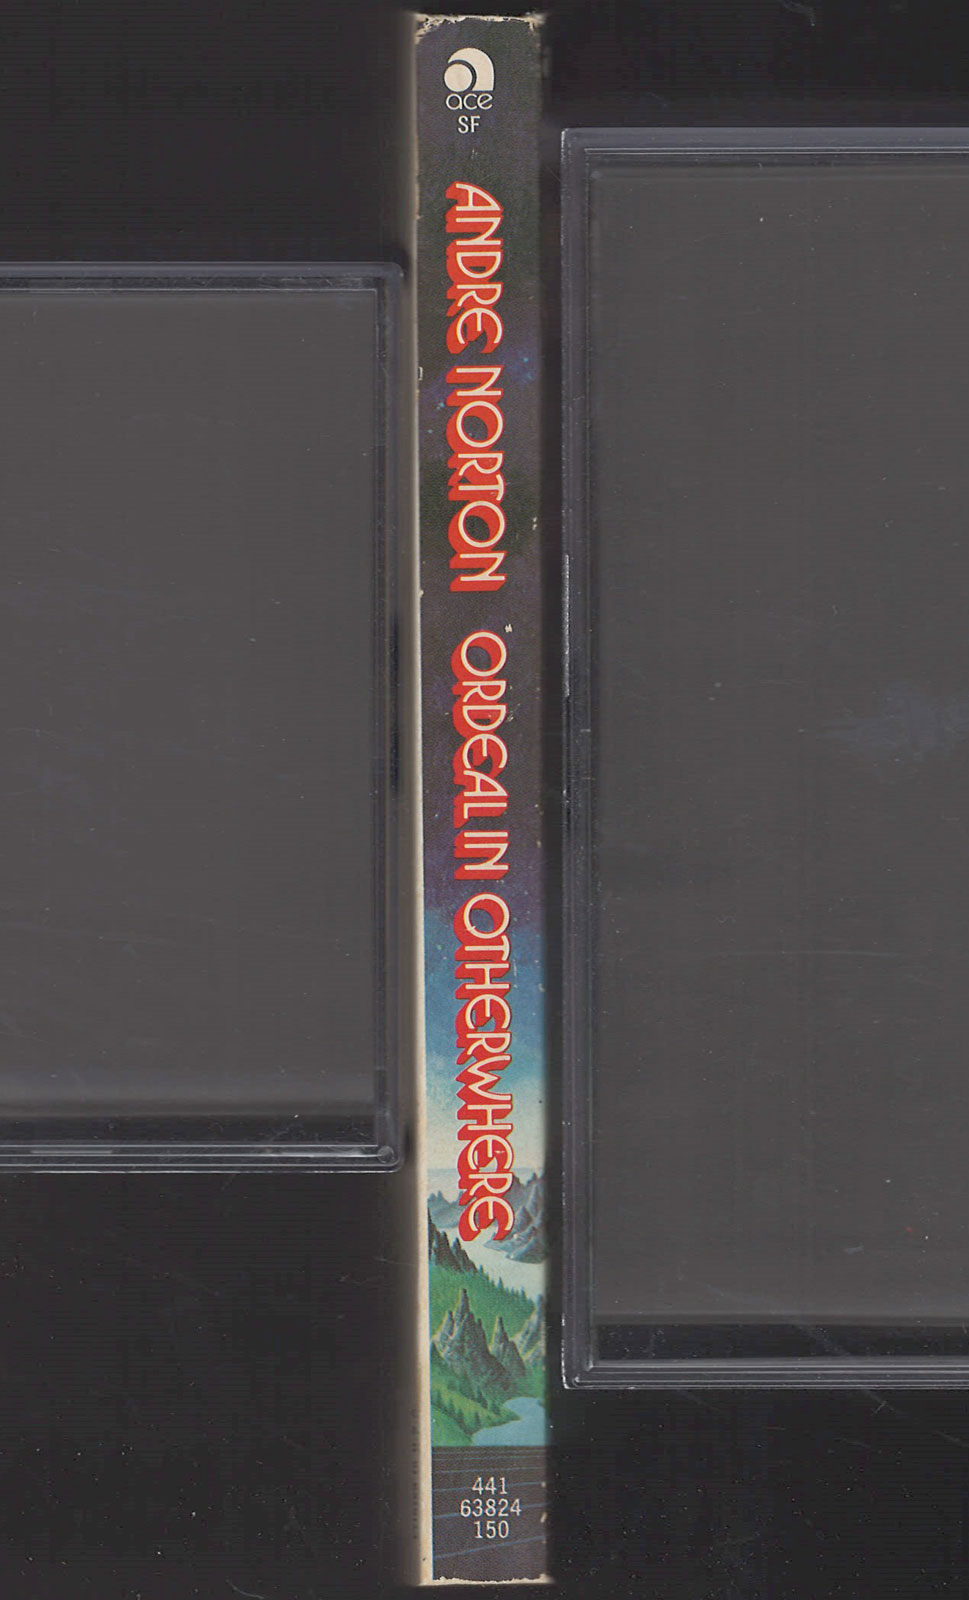 ace
SF
ANDRE NORTON ORDEAL IN OTHERWHERE
441
63824
150